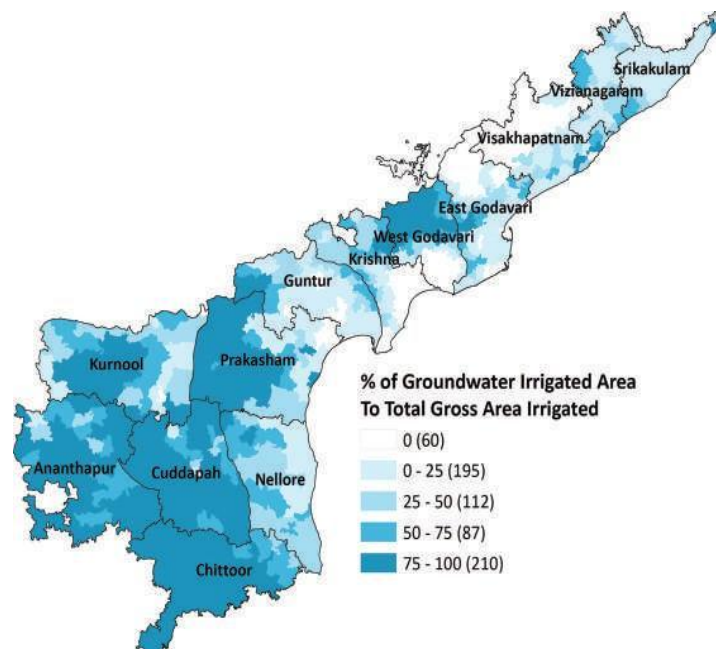 Srikakulam
Vizianagaram
Visakhapatnam
East Godavari
West Godavari
Krishna
Guntur
Prakasham
Kurnool
Ananthapur
Cuddapah
Nellore
Chittoor
% of Groundwater Irrigated Area
To Total Gross Area Irrigated
0 (60)
0 - 25 (195)
25 - 50 (112)
50 - 75 (87)
75 - 100 (210)